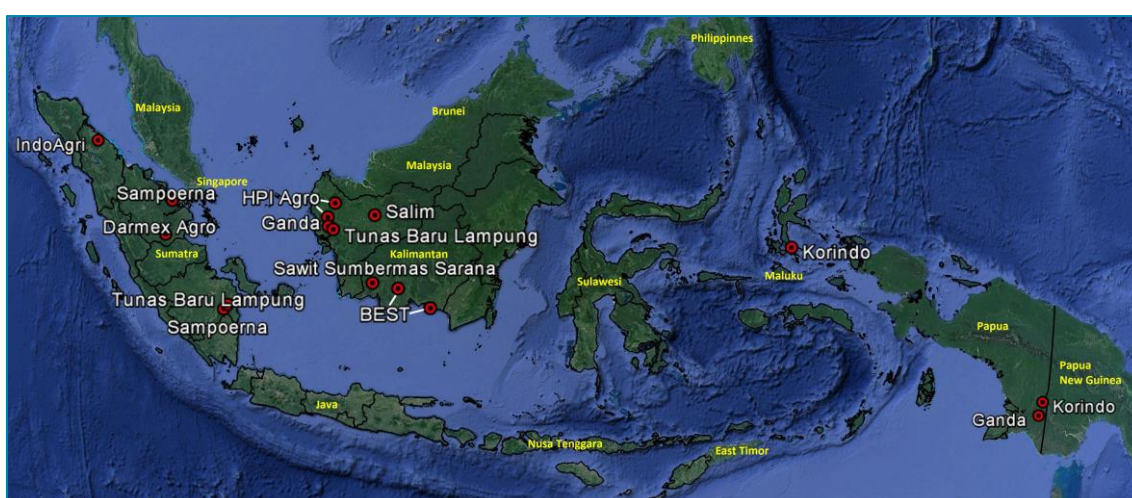 Philippinnes
Malaysia
Brunei
IndoAgri
Malaysia
Singapore
Sampoerna
HPI Agro
Salim
Ganda
Darmex Agro
Tunas Baru Lampung
Korindo
Sumatra
Kalimantan
Sawit Sumbermas Sarana
Maluku
Sulawesi
Tunas Baru Lampung
BEST
Sampoerna
Papua
Papua
New Guinea
Java
Korindo
Ganda
Nusa Tenggara
East Timor